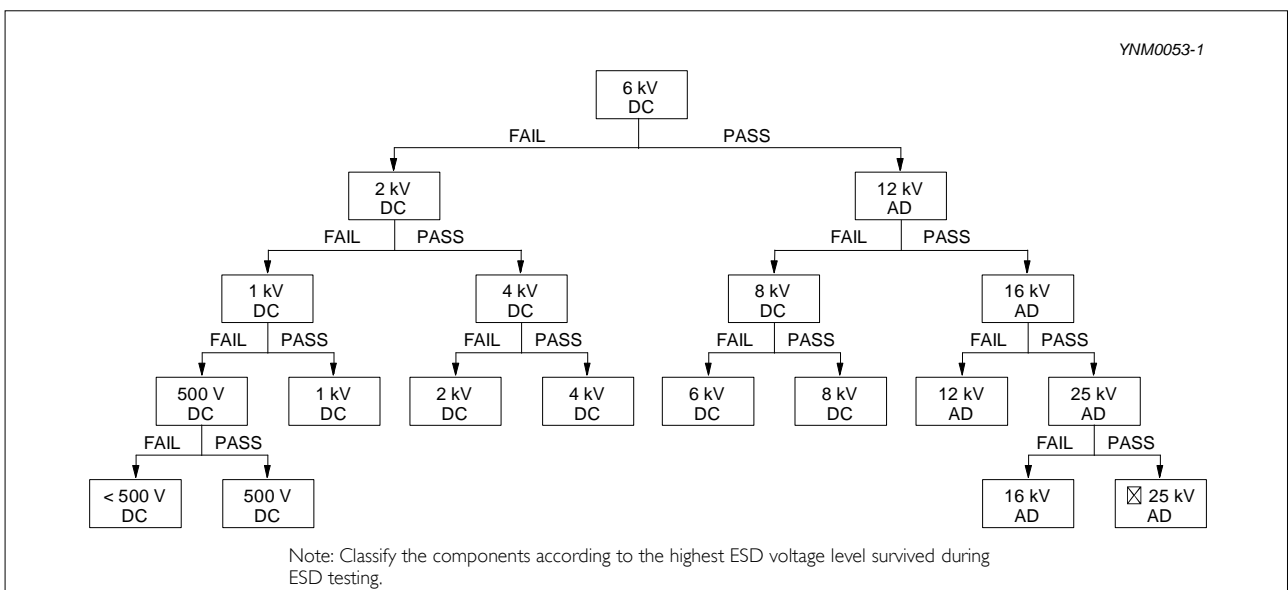 YNM0053-1
6 kV
DC
FAIL PASS
2 kV
DC
12 kV
AD
FAIL PASS
FAIL PASS
1 kV
DC
4 kV
DC
8 kV
DC
16 kV
AD
FAIL PASS
FAIL PASS
FAIL PASS
FAIL PASS
500 V
DC
1 kV
DC
2 kV
DC
4 kV
DC
6 kV
DC
8 kV
DC
12 kV
AD
25 kV
AD
FAIL PASS
FAIL PASS
< 500 V
DC
500 V
DC
16 kV
AD
☒ 25 kV
AD
Note: Classify the components according to the highest ESD voltage level survived during
ESD testing.